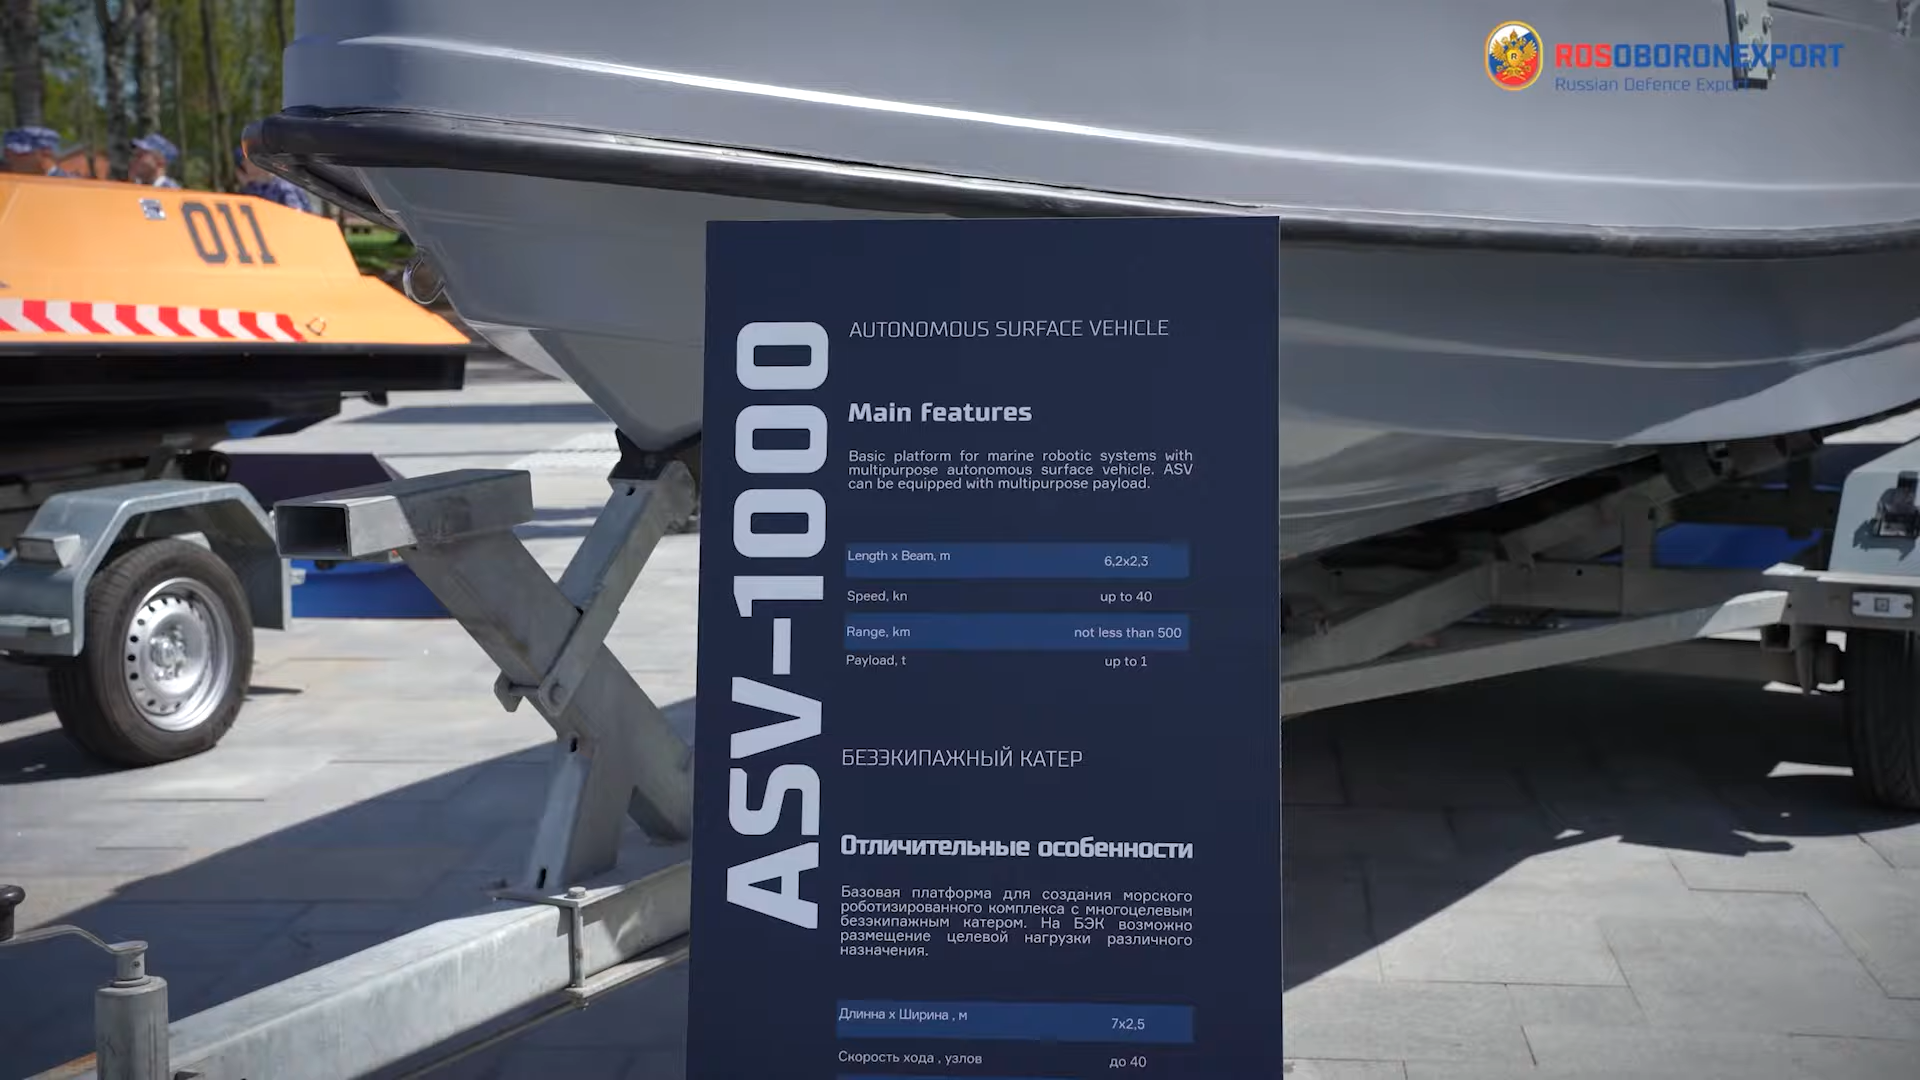 ROSOBORONEXPORT
Russian Defence Export
011
ASV-1000
AUTONOMOUS SURFACE VEHICLE
Main features
Basic platform for marine robotic systems with
multipurpose autonomous surface vehicle. ASV
can be equipped with multipurpose payload.
Length x Beam, m 6,2x2,3
Speed, kn up to 40
Range, km not less than 500
Payload, t up to 1
БЕЗЭКИПАЖНЫЙ КАТЕР
Отличительные особенности
Базовая платформа для создания морского
роботизированного комплекса с многоцелевым
безэкипажным катером. На БЭК возможно
размещение целевой нагрузки различного
назначения.
Длинна х Ширина , м 7x2,5
Скорость хода , узлов до 40